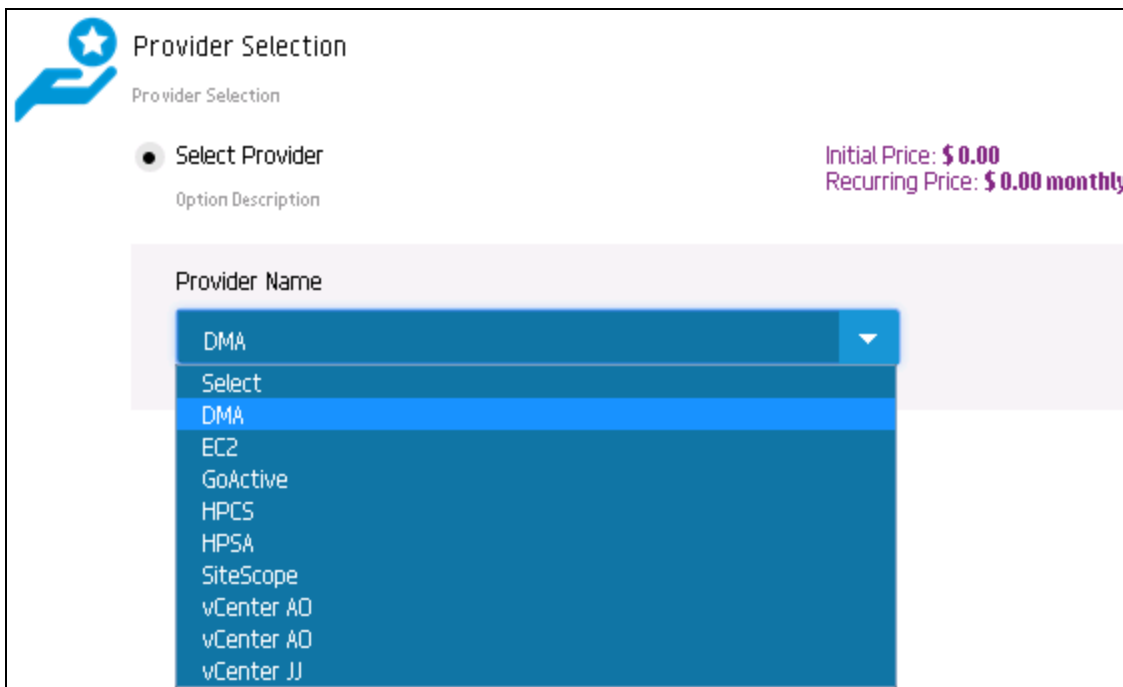 Provider Selection
Provider Selection
Select Provider
Initial Price: $ 0.00
Option Description
Recurring Price: $ 0.00 monthly
Provider Name
DMA
Select
DMA
EC2
GoActive
HPCS
HPSA
SiteScope
vCenter AO
vCenter AO
vCenter JJ